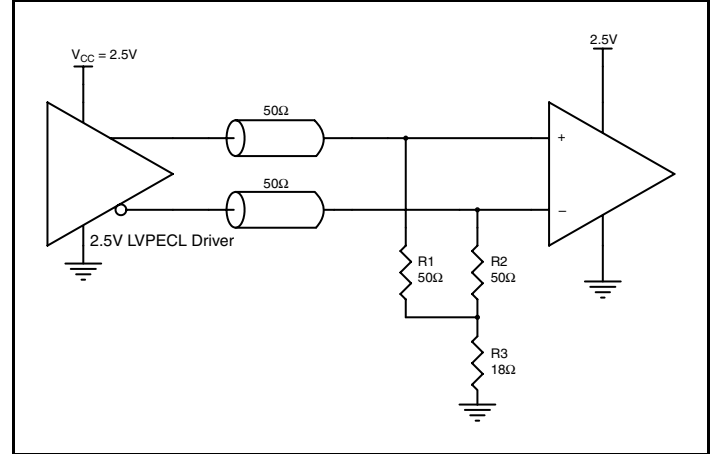 V_CC = 2.5V
2.5V
50Ω
+
50Ω
–
2.5V LVPECL Driver
R1
50Ω
R2
50Ω
R3
18Ω